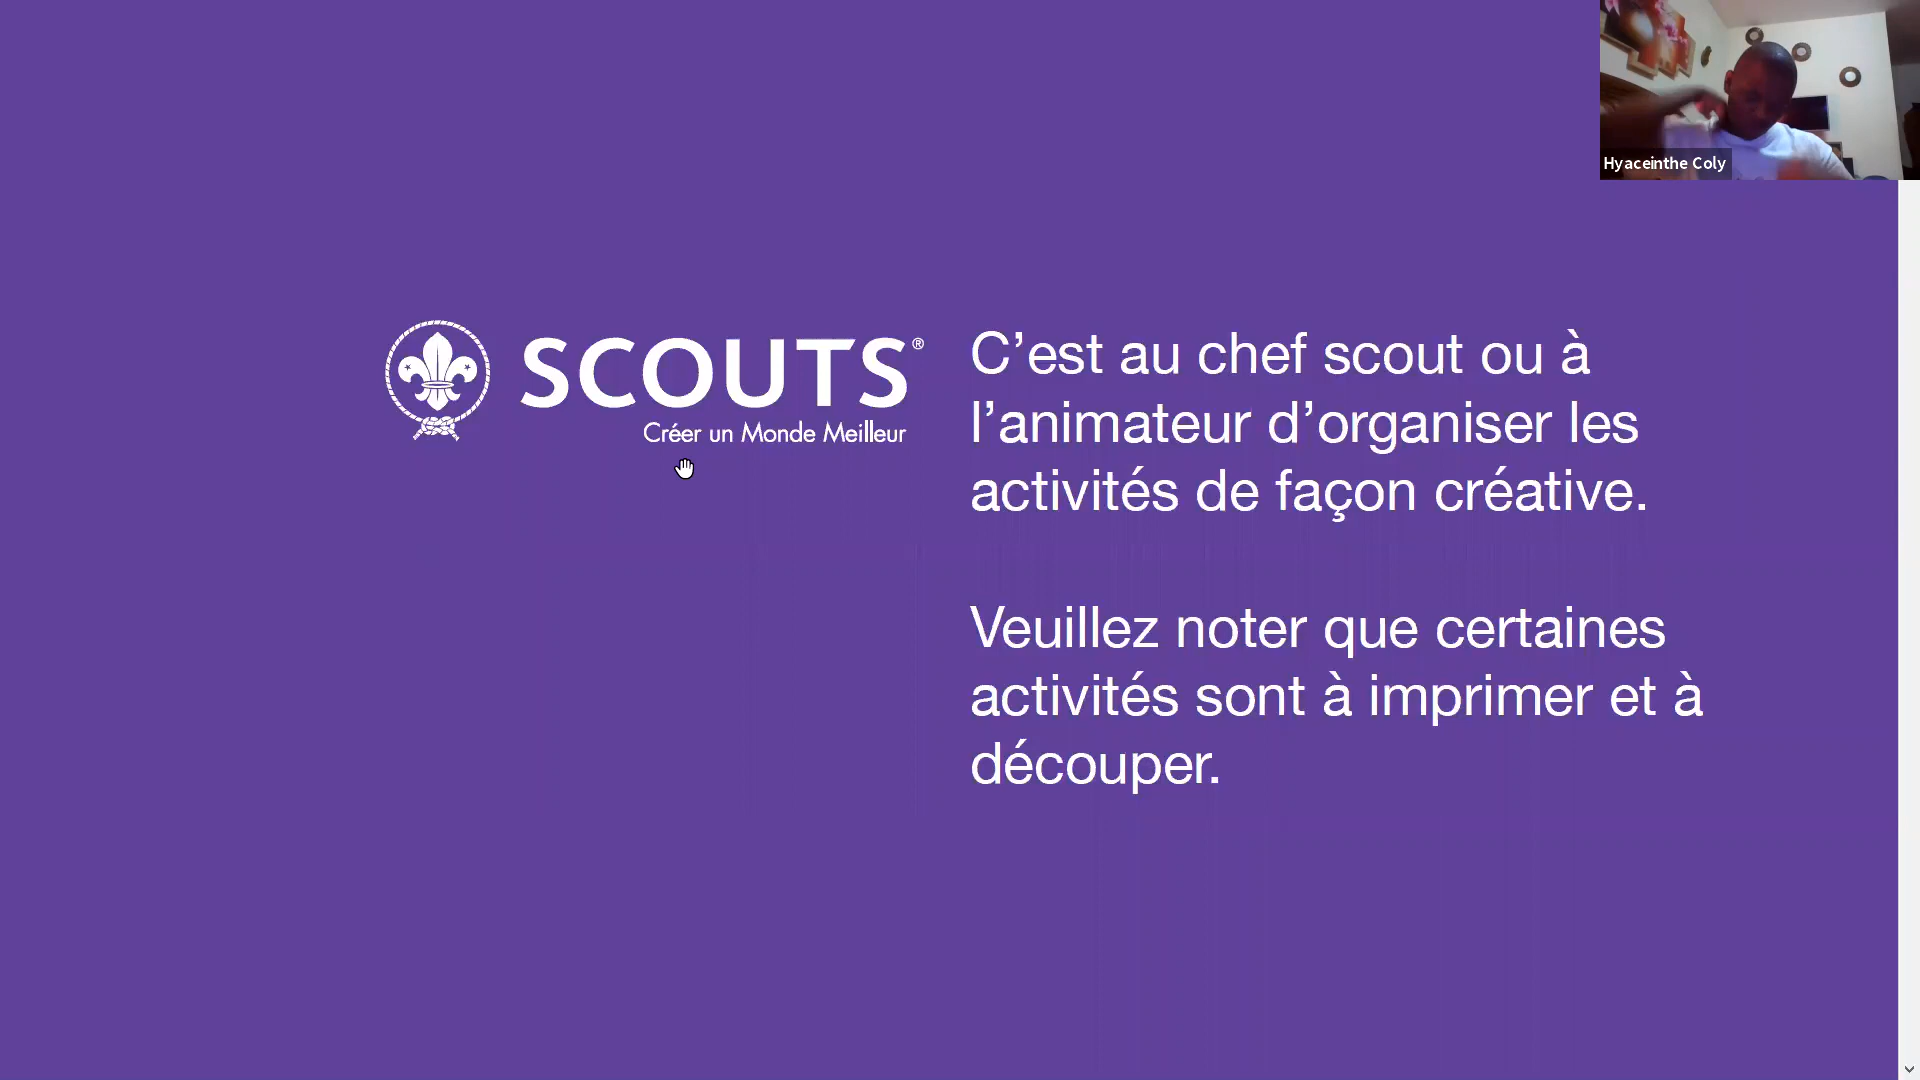 Hyaceinthe Coly
SCOUTS®
Créer un Monde Meilleur
C’est au chef scout ou à
l’animateur d’organiser les
activités de façon créative.
Veuillez noter que certaines
activités sont à imprimer et à
découper.